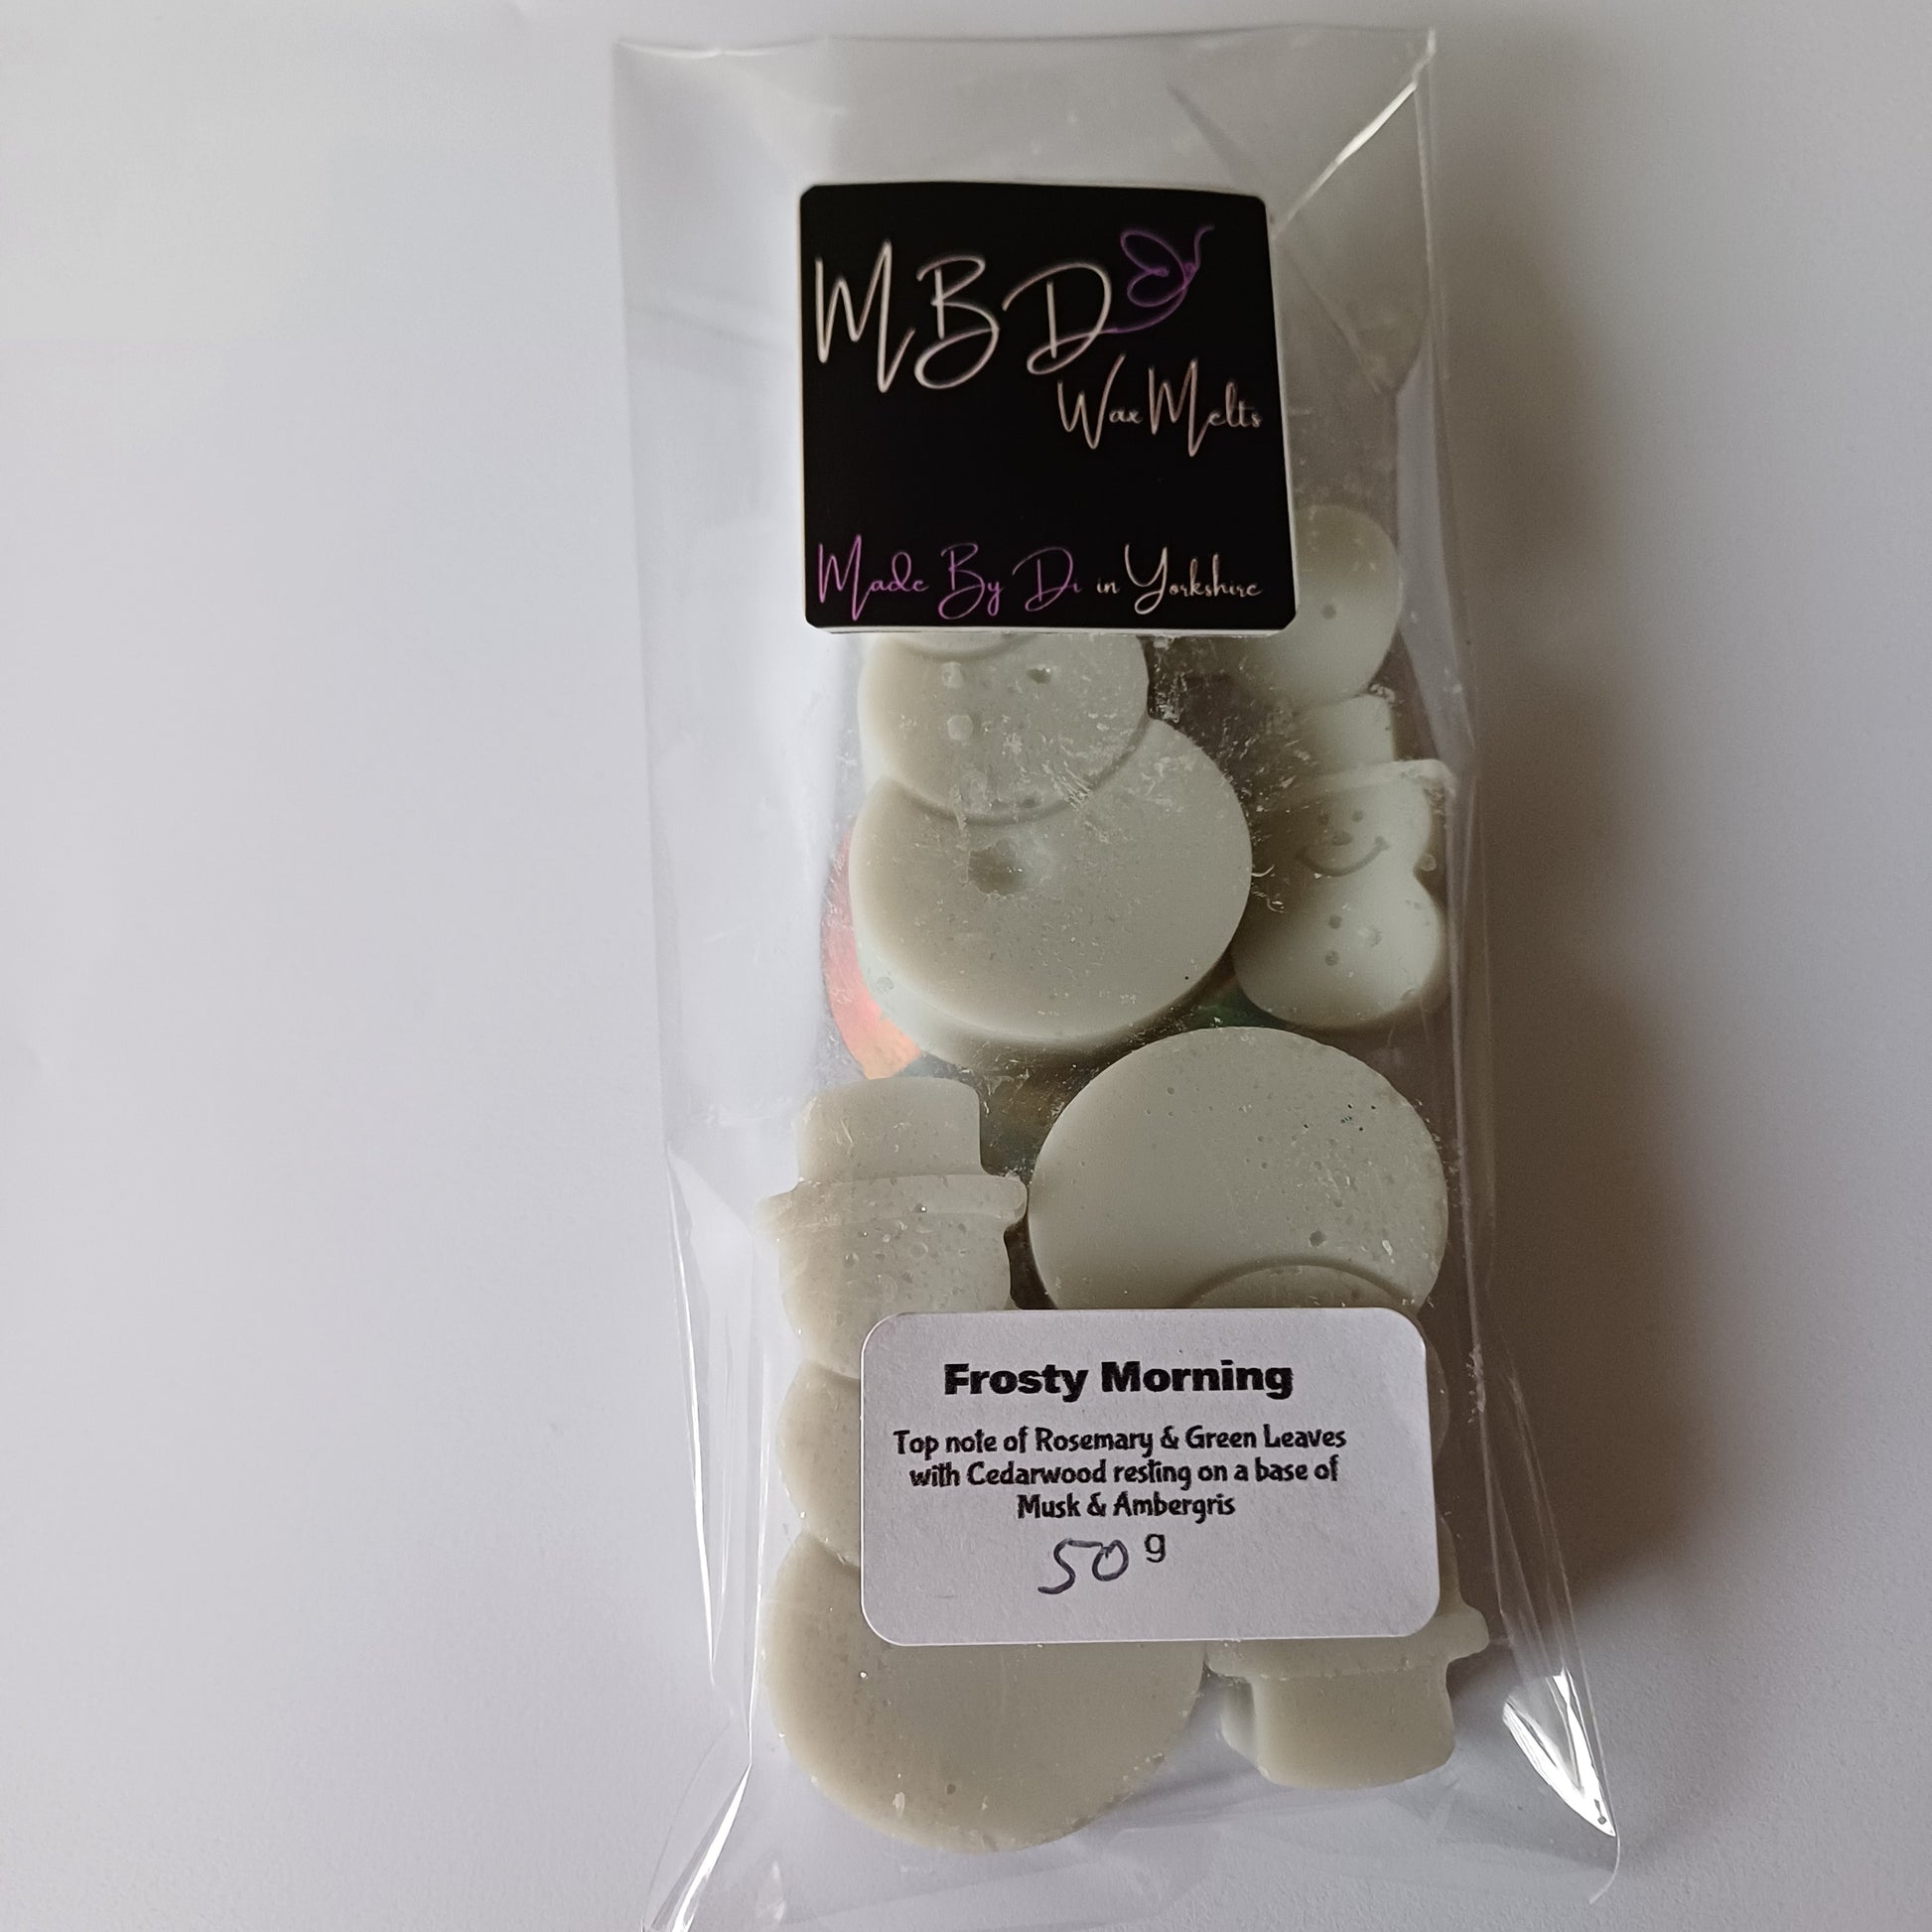 MBD
Wax Melts
Made By Di in Yorkshire
Frosty Morning
Top note of Rosemary & Green Leaves
with Cedarwood resting on a base of
Musk & Ambergris
50 g